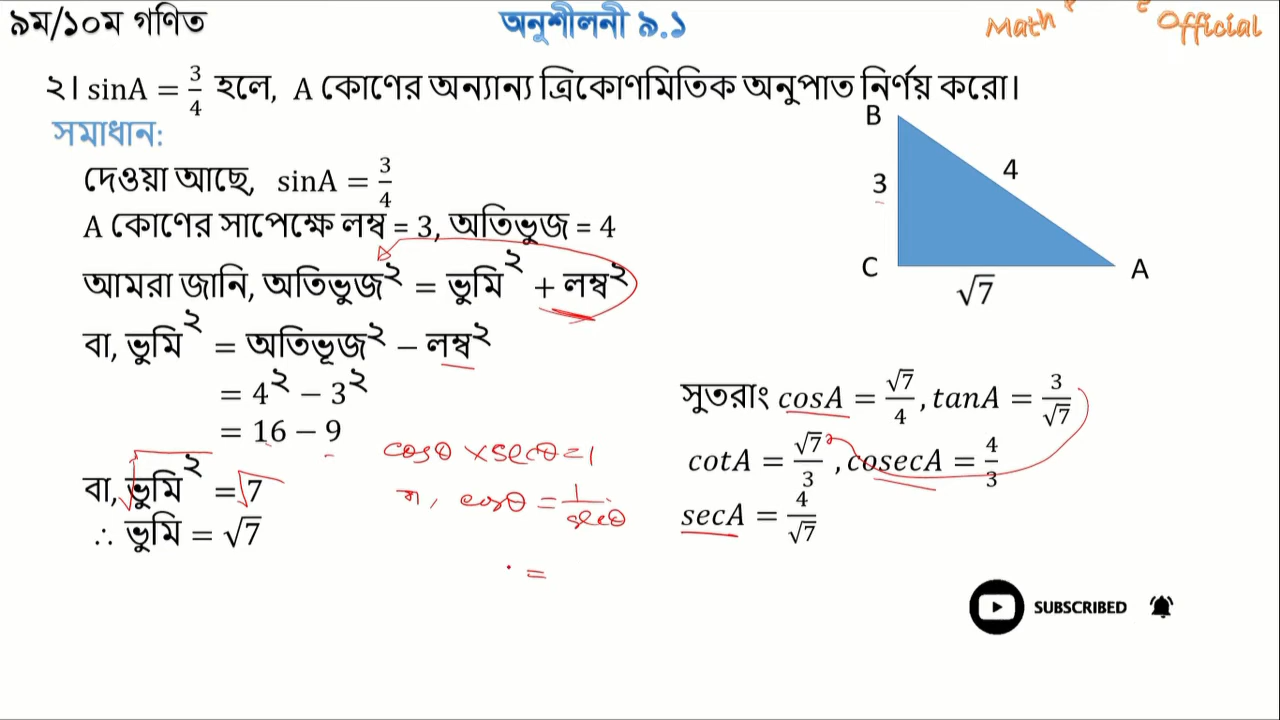 ৯ম/১০ম গণিত
অনুশীলনী ৯.১
Math Official
২। sinA = 3/4 হলে, A কোণের অন্যান্য ত্রিকোণমিতিক অনুপাত নির্ণয় করো।
সমাধান:
দেওয়া আছে, sinA = 3/4
A কোণের সাপেক্ষে লম্ব = 3, অতিভুজ = 4
আমরা জানি, অতিভুজ² = ভুমি² + লম্ব²
বা, ভুমি² = অতিভূজ² − লম্ব²
= 4² − 3²
= 16 − 9
বা, ভুমি² = 7
∴ ভুমি = √7
cosθ × secθ = 1
বা, cosθ = 1/secθ
=
B
3
4
C
A
√7
সুতরাং cosA = √7/4, tanA = 3/√7
cotA = √7/3, cosecA = 4/3
secA = 4/√7
SUBSCRIBED